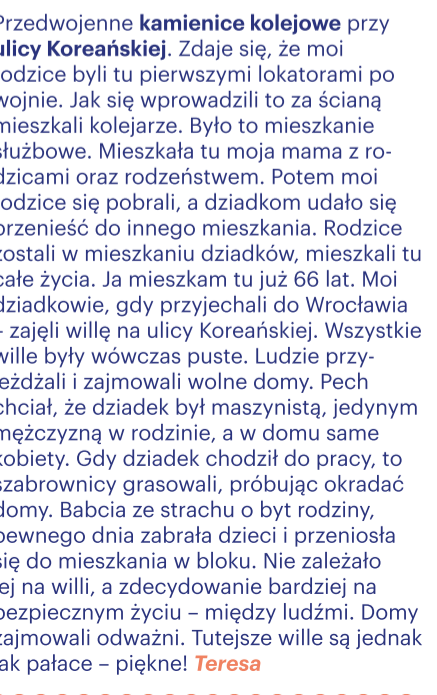 Przedwojenne kamienice kolejowe przy
ulicy Koreańskiej. Zdaje się, że moi
rodzice byli tu pierwszymi lokatorami po
wojnie. Jak się wprowadzili to za ścianą
mieszkali kolejarze. Było to mieszkanie
służbowe. Mieszkała tu moja mama z ro-
dzicami oraz rodzeństwem. Potem moi
rodzice się pobrali, a dziadkom udało się
przenieść do innego mieszkania. Rodzice
zostali w mieszkaniu dziadków, mieszkali tu
całe życia. Ja mieszkam tu już 66 lat. Moi
dziadkowie, gdy przyjechali do Wrocławia
- zajęli willę na ulicy Koreańskiej. Wszystkie
wille były wówczas puste. Ludzie przy-
jeżdżali i zajmowali wolne domy. Pech
chciał, że dziadek był maszynistą, jedynym
mężczyzną w rodzinie, a w domu same
kobiety. Gdy dziadek chodził do pracy, to
szabrownicy grasowali, próbując okradać
domy. Babcia ze strachu o byt rodziny,
pewnego dnia zabrała dzieci i przeniosła
się do mieszkania w bloku. Nie zależało
jej na willi, a zdecydowanie bardziej na
bezpiecznym życiu – między ludźmi. Domy
zajmowali odważni. Tutejsze wille są jednak
jak pałace – piękne! Teresa